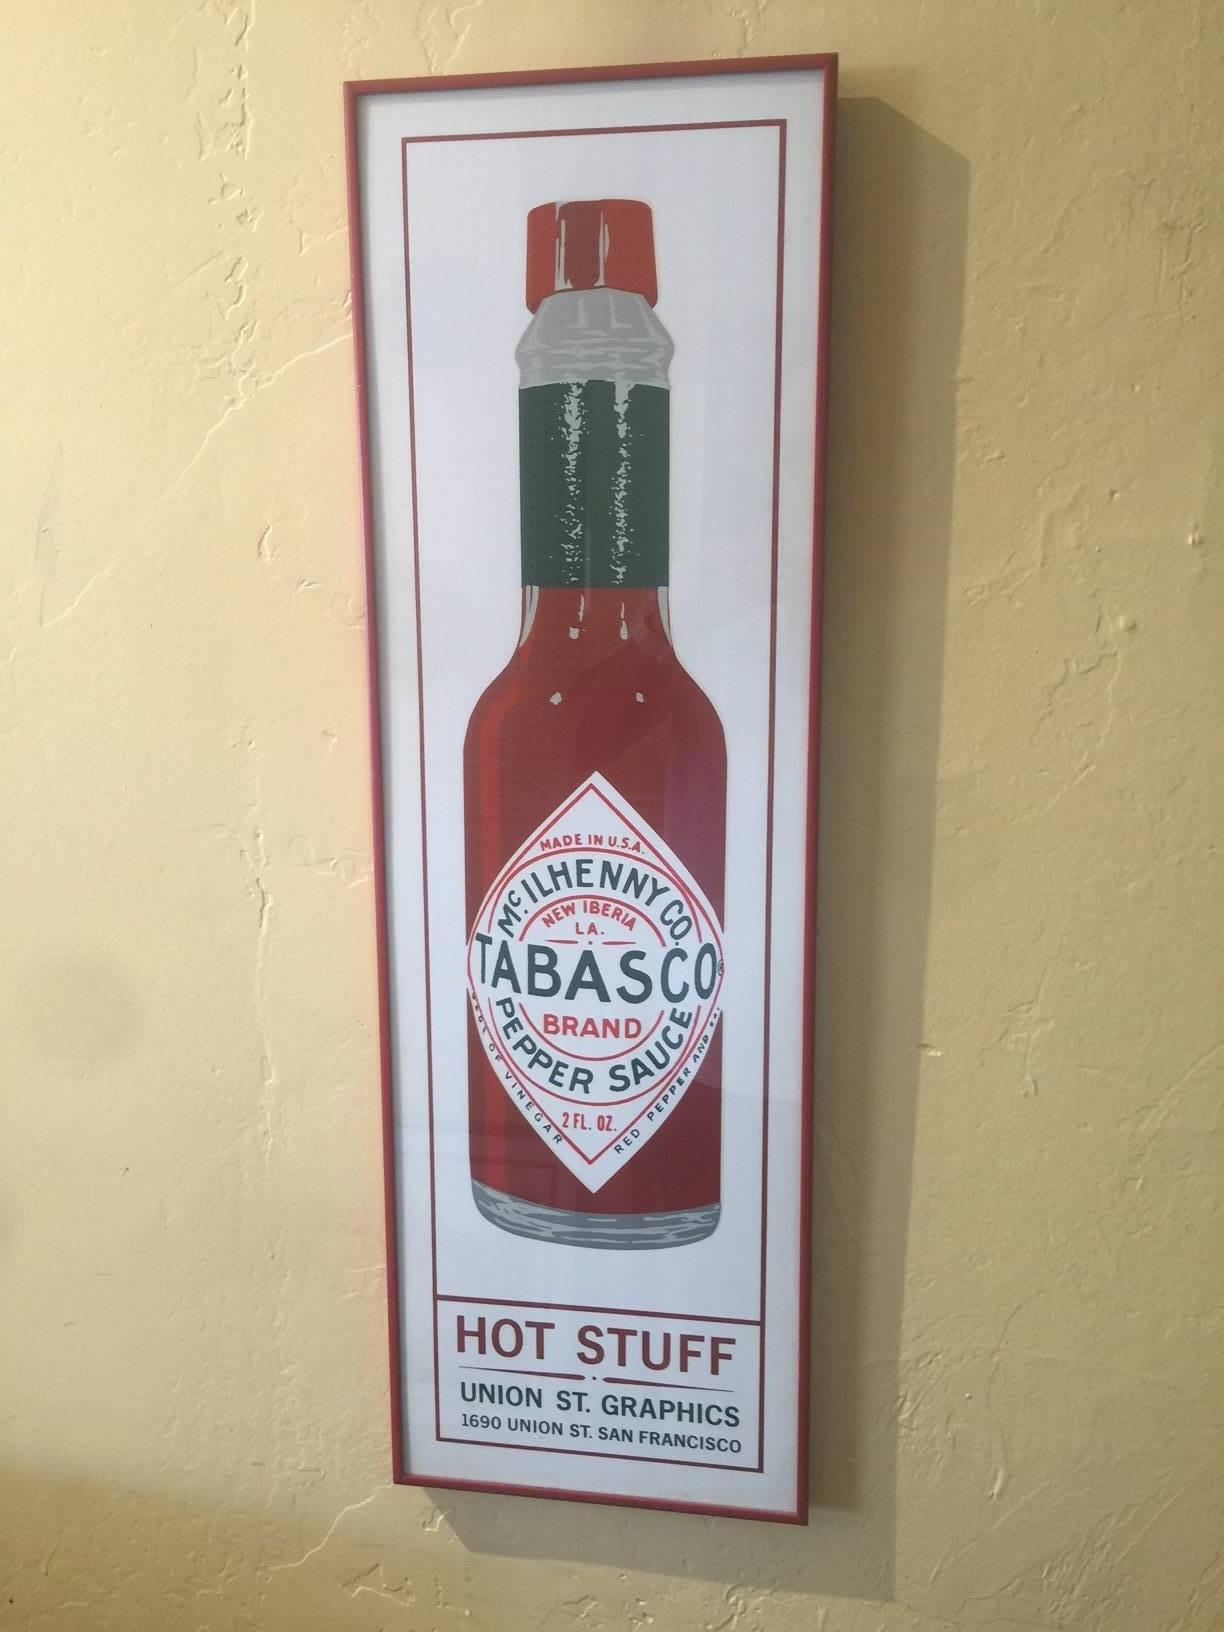 MADE IN U.S.A.
McILHENNY CO.
NEW IBERIA
LA.
TABASCO®
BRAND
PEPPER SAUCE
2 FL. OZ.
OF VINEGAR
RED PEPPER AND
HOT STUFF
UNION ST. GRAPHICS
1690 UNION ST. SAN FRANCISCO